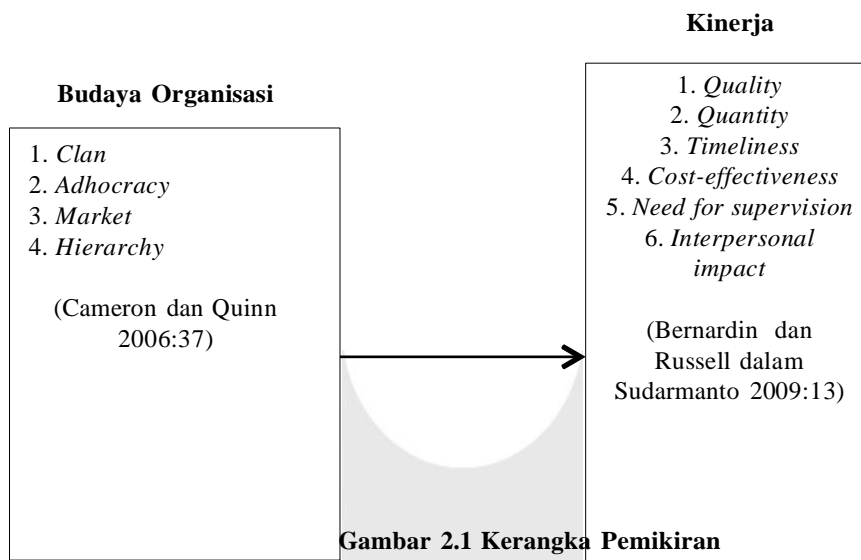 Kinerja
Budaya Organisasi
1. Clan
2. Adhocracy
3. Market
4. Hierarchy
(Cameron dan Quinn
2006:37)
1. Quality
2. Quantity
3. Timeliness
4. Cost-effectiveness
5. Need for supervision
6. Interpersonal
impact
(Bernardin dan
Russell dalam
Sudarmanto 2009:13)
Gambar 2.1 Kerangka Pemikiran